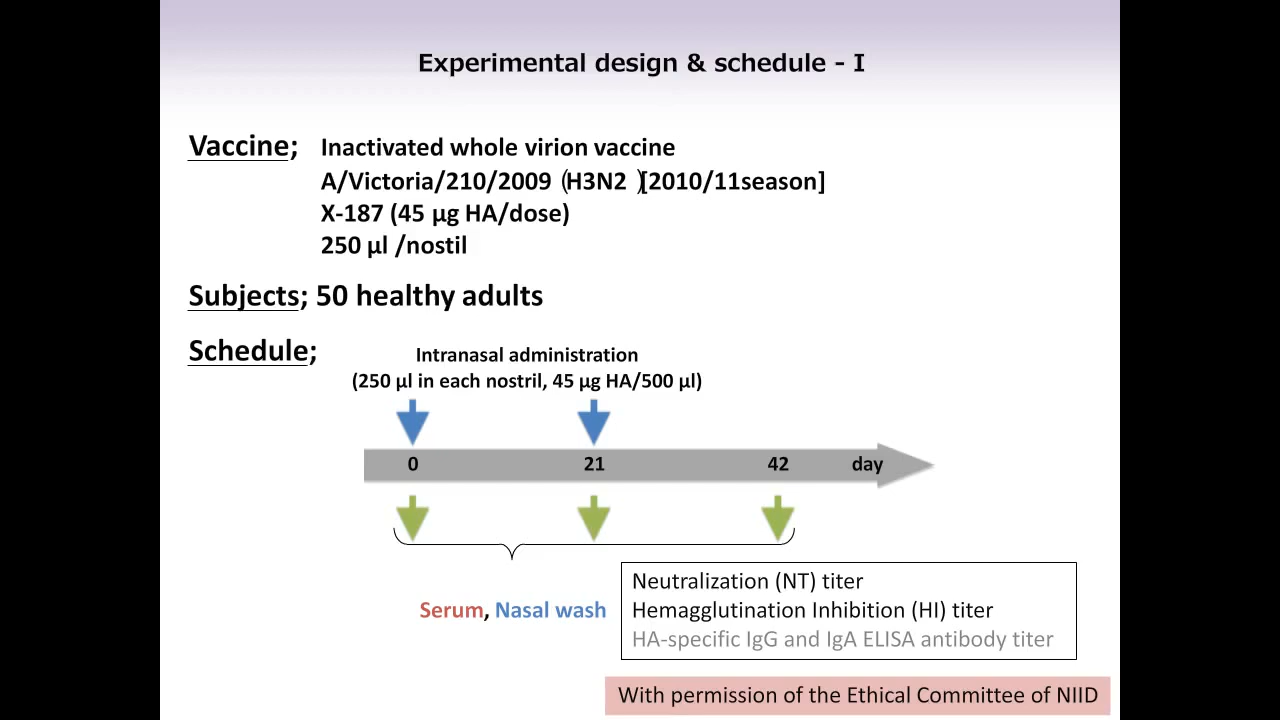 Experimental design & schedule - I
Vaccine; Inactivated whole virion vaccine
A/Victoria/210/2009 (H3N2 )[2010/11season]
X-187 (45 μg HA/dose)
250 μl /nostil
Subjects; 50 healthy adults
Schedule;
Intranasal administration
(250 μl in each nostril, 45 μg HA/500 μl)
0 21 42 day
Neutralization (NT) titer
Serum, Nasal wash Hemagglutination Inhibition (HI) titer
HA-specific IgG and IgA ELISA antibody titer
With permission of the Ethical Committee of NIID